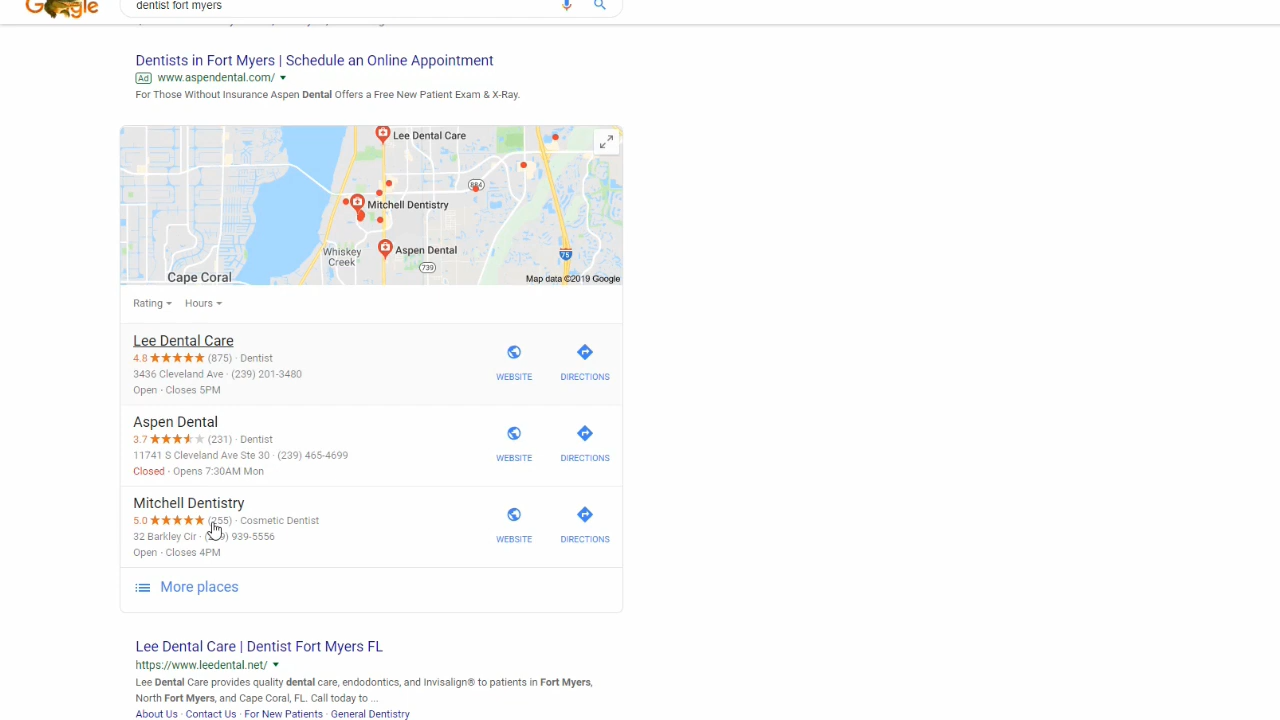 Google
dentist fort myers
Dentists in Fort Myers | Schedule an Online Appointment
Ad www.aspendental.com/
For Those Without Insurance Aspen Dental Offers a Free New Patient Exam & X-Ray.
Lee Dental Care
884
Mitchell Dentistry
Whiskey
Creek
Aspen Dental
75
739
Cape Coral
Map data ©2019 Google
Rating Hours
Lee Dental Care
4.8 (875) · Dentist
3436 Cleveland Ave · (239) 201-3480
Open · Closes 5PM
WEBSITE DIRECTIONS
Aspen Dental
3.7 (231) · Dentist
11741 S Cleveland Ave Ste 30 · (239) 465-4699
Closed · Opens 7:30AM Mon
WEBSITE DIRECTIONS
Mitchell Dentistry
5.0 (255) · Cosmetic Dentist
32 Barkley Cir · 939-5556
Open · Closes 4PM
WEBSITE DIRECTIONS
More places
Lee Dental Care | Dentist Fort Myers FL
https://www.leedental.net/
Lee Dental Care provides quality dental care, endodontics, and Invisalign® to patients in Fort Myers,
North Fort Myers, and Cape Coral, FL. Call today to ...
About Us · Contact Us · For New Patients · General Dentistry